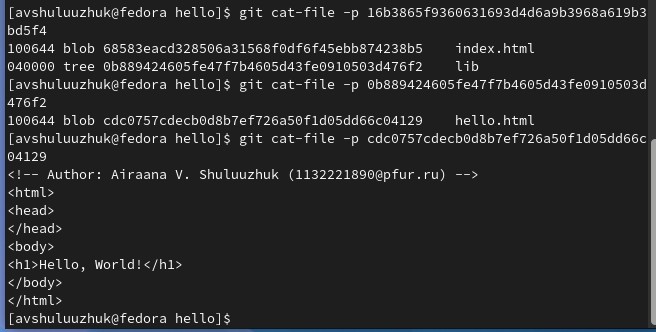 [avshuluuzhuk@fedora hello]$ git cat-file -p 16b3865f9360631693d4d6a9b3968a619b3
bd5f4
100644 blob 68583eacd328506a31568f0df6f45ebb874238b5    index.html
040000 tree 0b889424605fe47f7b4605d43fe0910503d476f2    lib
[avshuluuzhuk@fedora hello]$ git cat-file -p 0b889424605fe47f7b4605d43fe0910503d
476f2
100644 blob cdc0757cdecb0d8b7ef726a50f1d05dd66c04129    hello.html
[avshuluuzhuk@fedora hello]$ git cat-file -p cdc0757cdecb0d8b7ef726a50f1d05dd66c
04129
<!-- Author: Airaana V. Shuluuzhuk (1132221890@pfur.ru) -->
<html>
<head>
</head>
<body>
<h1>Hello, World!</h1>
</body>
</html>
[avshuluuzhuk@fedora hello]$